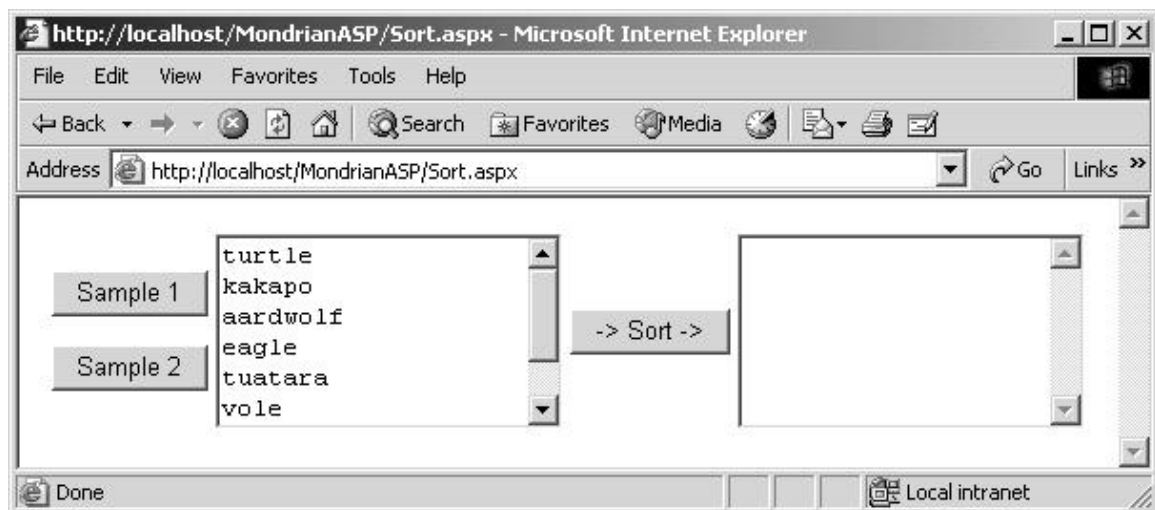 http://localhost/MondrianASP/Sort.aspx - Microsoft Internet Explorer
File Edit View Favorites Tools Help
Back Search Favorites Media
Address http://localhost/MondrianASP/Sort.aspx Go Links »
Sample 1
Sample 2
turtle
kakapo
aardwolf
eagle
tuatara
vole
-> Sort ->
Done Local intranet